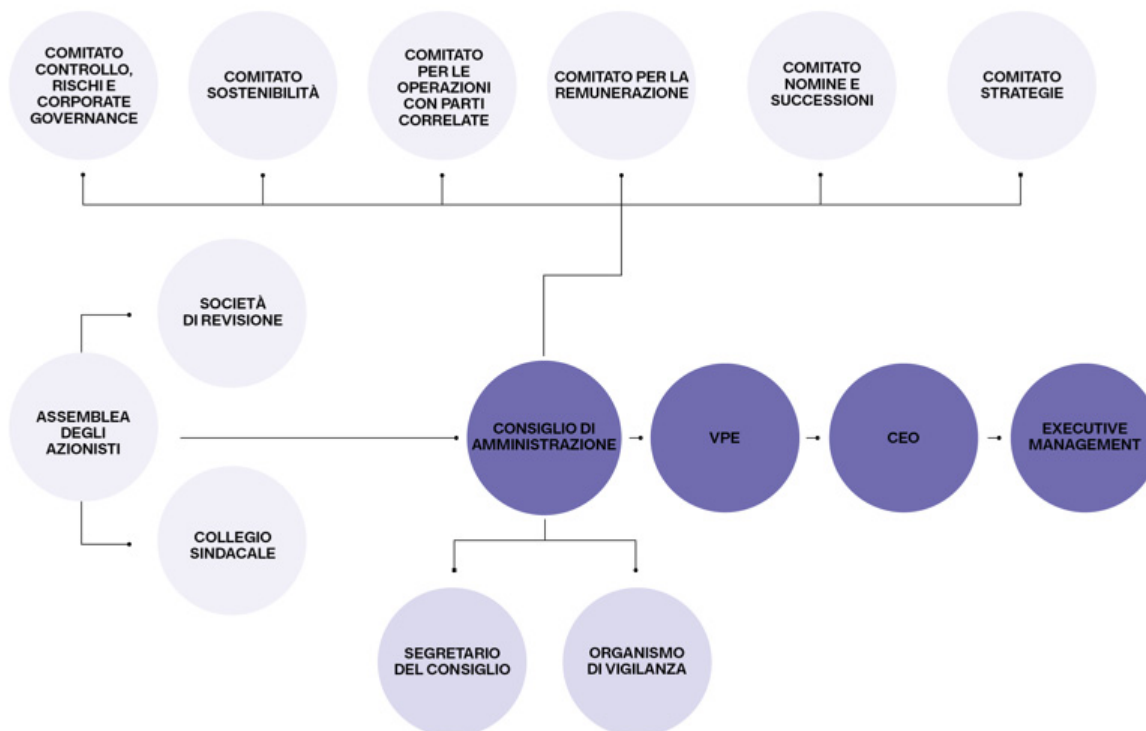 COMITATO
CONTROLLO,
RISCHI E
CORPORATE
GOVERNANCE
COMITATO
SOSTENIBILITÀ
COMITATO
PER LE
OPERAZIONI
CON PARTI
CORRELATE
COMITATO PER LA
REMUNERAZIONE
COMITATO
NOMINE E
SUCCESSIONI
COMITATO
STRATEGIE
SOCIETÀ
DI REVISIONE
ASSEMBLEA
DEGLI
AZIONISTI
CONSIGLIO DI
AMMINISTRAZIONE
VPE
CEO
EXECUTIVE
MANAGEMENT
COLLEGIO
SINDACALE
SEGRETARIO
DEL CONSIGLIO
ORGANISMO
DI VIGILANZA